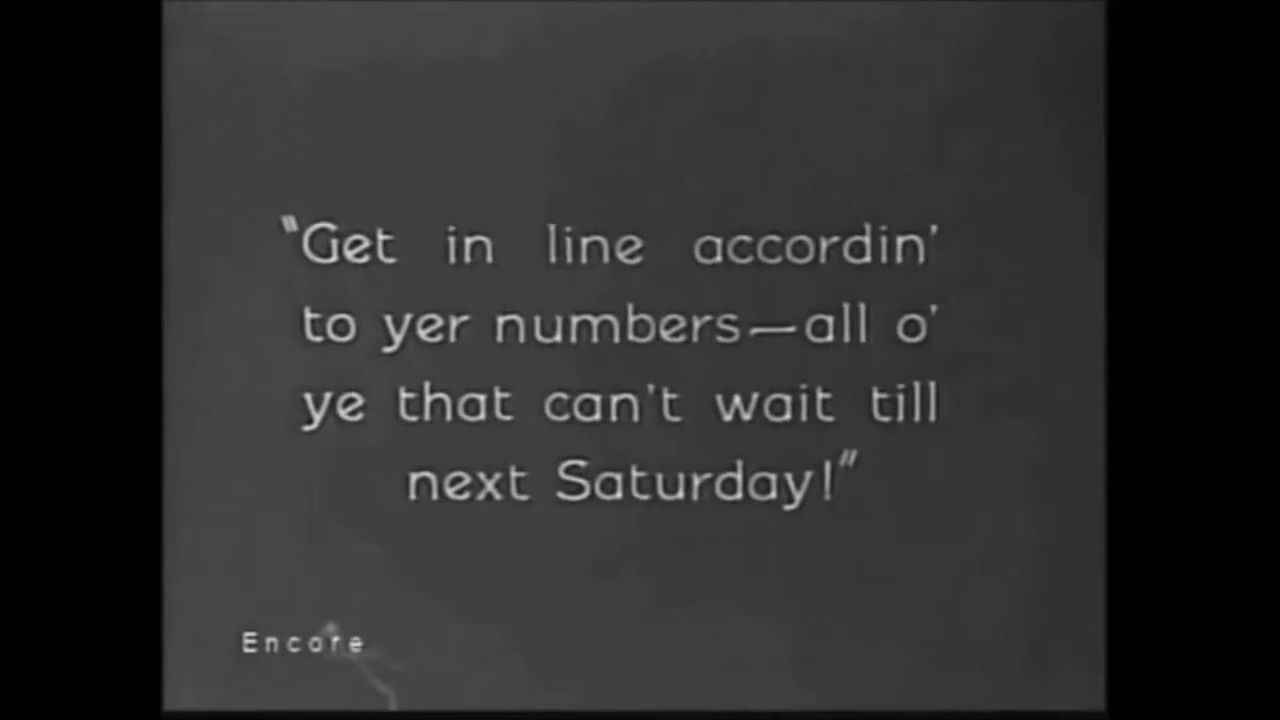 "Get in line accordin'
to yer numbers—all o'
ye that can't wait till
next Saturday!"
Encore